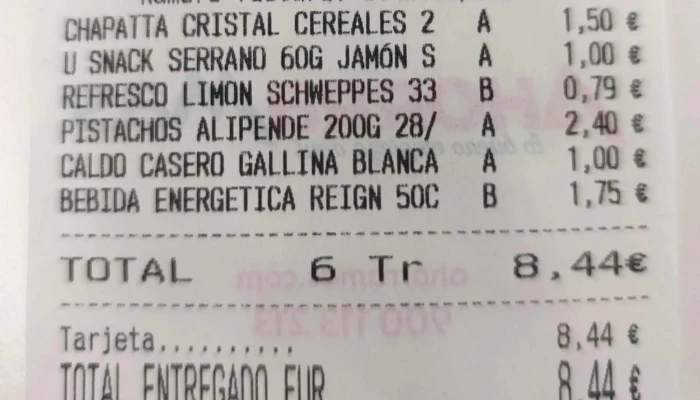 CHAPATTA CRISTAL CEREALES 2 A 1,50 €
U SNACK SERRANO 60G JAMÓN S A 1,00 €
REFRESCO LIMON SCHWEPPES 33 B 0,79 €
PISTACHOS ALIPENDE 200G 28/ A 2,40 €
CALDO CASERO GALLINA BLANCA A 1,00 €
BEBIDA ENERGETICA REIGN 50C B 1,75 €
TOTAL 6 Tr 8,44€
Tarjeta.......... 8,44 €
TOTAL ENTREGADO EUR 8,44 €